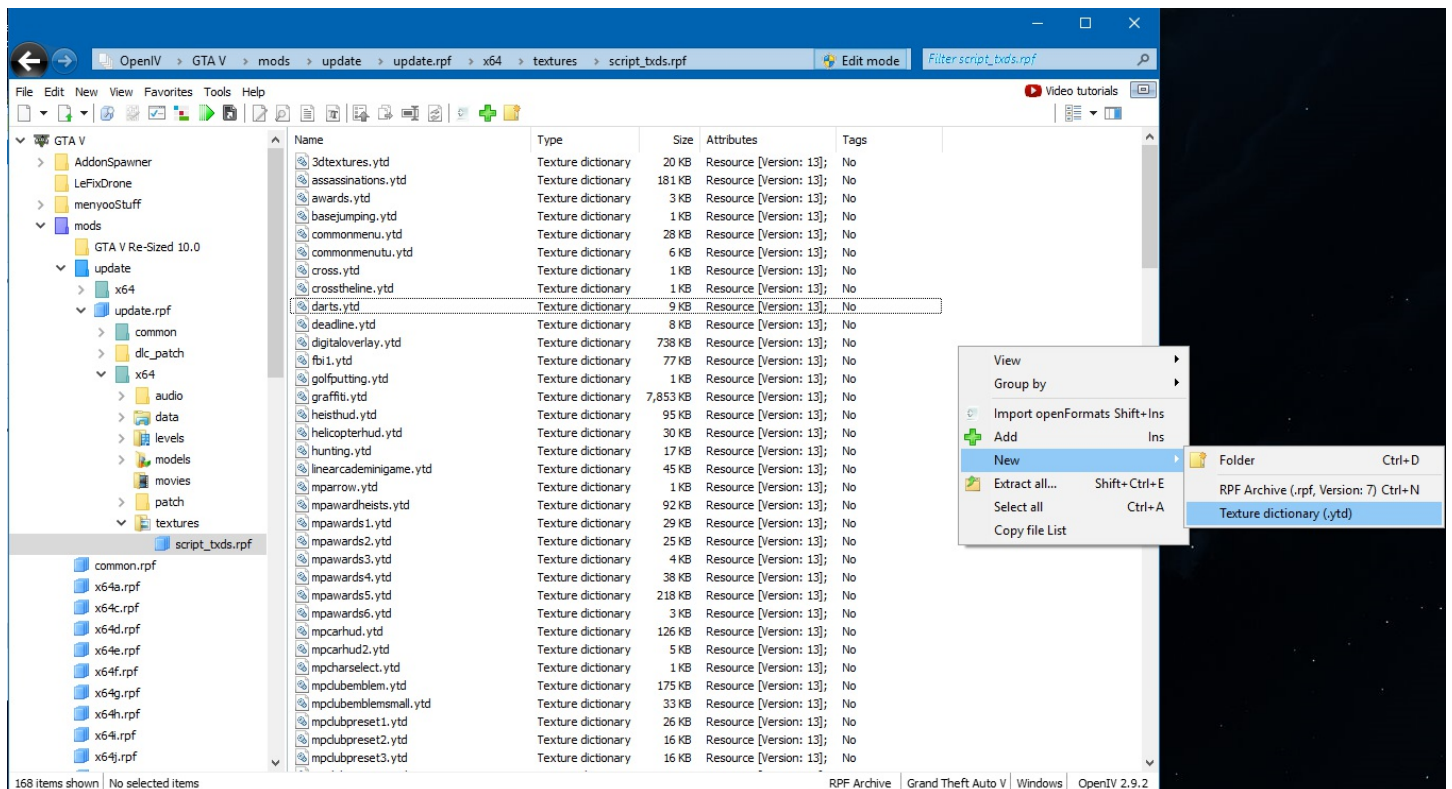 OpenIV > GTA V > mods > update > update.rpf > x64 > textures > script_txds.rpf
Edit mode
Filter script_txds.rpf
File Edit New View Favorites Tools Help
Video tutorials
GTA V
AddonSpawner
LeFixDrone
menyooStuff
mods
GTA V Re-Sized 10.0
update
x64
update.rpf
common
dlc_patch
x64
audio
data
levels
models
movies
patch
textures
script_txds.rpf
common.rpf
x64a.rpf
x64c.rpf
x64d.rpf
x64e.rpf
x64f.rpf
x64g.rpf
x64h.rpf
x64i.rpf
x64j.rpf
Name Type Size Attributes Tags
3dtextures.ytd Texture dictionary 20 KB Resource [Version: 13]; No
assassinations.ytd Texture dictionary 181 KB Resource [Version: 13]; No
awards.ytd Texture dictionary 3 KB Resource [Version: 13]; No
basejumping.ytd Texture dictionary 1 KB Resource [Version: 13]; No
commonmenu.ytd Texture dictionary 28 KB Resource [Version: 13]; No
commonmenutu.ytd Texture dictionary 6 KB Resource [Version: 13]; No
cross.ytd Texture dictionary 1 KB Resource [Version: 13]; No
crosstheline.ytd Texture dictionary 1 KB Resource [Version: 13]; No
darts.ytd Texture dictionary 9 KB Resource [Version: 13]; No
deadline.ytd Texture dictionary 8 KB Resource [Version: 13]; No
digitaloverlay.ytd Texture dictionary 738 KB Resource [Version: 13]; No
fbi1.ytd Texture dictionary 77 KB Resource [Version: 13]; No
golfputting.ytd Texture dictionary 1 KB Resource [Version: 13]; No
graffiti.ytd Texture dictionary 7,853 KB Resource [Version: 13]; No
heisthud.ytd Texture dictionary 95 KB Resource [Version: 13]; No
helicopterhud.ytd Texture dictionary 30 KB Resource [Version: 13]; No
hunting.ytd Texture dictionary 17 KB Resource [Version: 13]; No
linearcademinigame.ytd Texture dictionary 45 KB Resource [Version: 13]; No
mparrow.ytd Texture dictionary 1 KB Resource [Version: 13]; No
mpawardheists.ytd Texture dictionary 92 KB Resource [Version: 13]; No
mpawards1.ytd Texture dictionary 29 KB Resource [Version: 13]; No
mpawards2.ytd Texture dictionary 25 KB Resource [Version: 13]; No
mpawards3.ytd Texture dictionary 4 KB Resource [Version: 13]; No
mpawards4.ytd Texture dictionary 38 KB Resource [Version: 13]; No
mpawards5.ytd Texture dictionary 218 KB Resource [Version: 13]; No
mpawards6.ytd Texture dictionary 3 KB Resource [Version: 13]; No
mpcarhud.ytd Texture dictionary 126 KB Resource [Version: 13]; No
mpcarhud2.ytd Texture dictionary 5 KB Resource [Version: 13]; No
mpcharselect.ytd Texture dictionary 1 KB Resource [Version: 13]; No
mpclubemblem.ytd Texture dictionary 175 KB Resource [Version: 13]; No
mpclubemblemsmall.ytd Texture dictionary 33 KB Resource [Version: 13]; No
mpclubpreset1.ytd Texture dictionary 26 KB Resource [Version: 13]; No
mpclubpreset2.ytd Texture dictionary 16 KB Resource [Version: 13]; No
mpclubpreset3.ytd Texture dictionary 16 KB Resource [Version: 13]; No
View
Group by
Import openFormats Shift+Ins
Add Ins
New
Extract all... Shift+Ctrl+E
Select all Ctrl+A
Copy file List
Folder Ctrl+D
RPF Archive (.rpf, Version: 7) Ctrl+N
Texture dictionary (.ytd)
168 items shown No selected items
RPF Archive Grand Theft Auto V Windows OpenIV 2.9.2